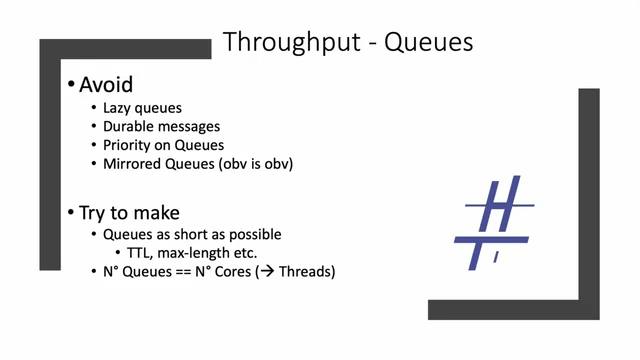 Throughput - Queues
• Avoid
• Lazy queues
• Durable messages
• Priority on Queues
• Mirrored Queues (obv is obv)
• Try to make
• Queues as short as possible
• TTL, max-length etc.
• N° Queues == N° Cores (→ Threads)